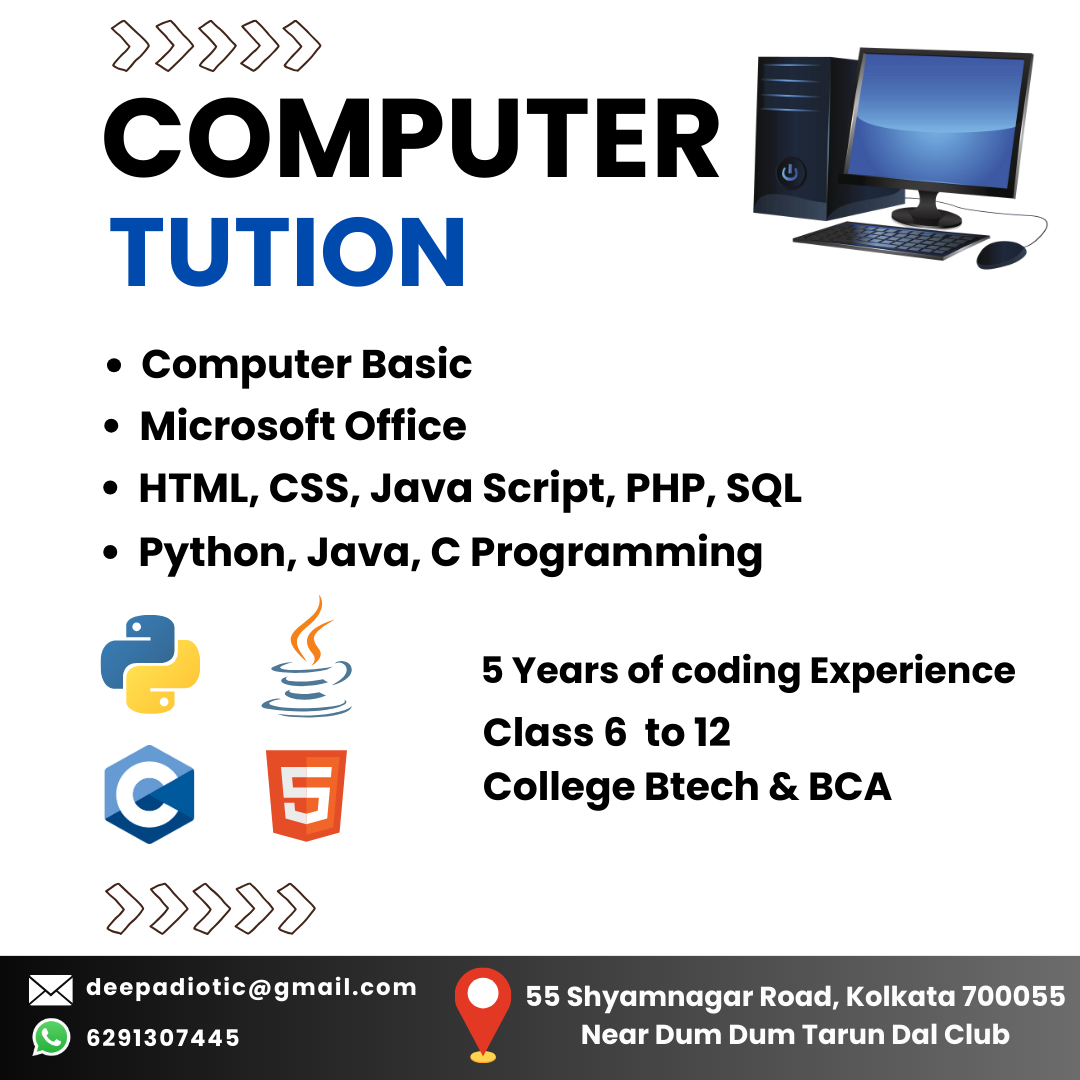 COMPUTER
TUTION
• Computer Basic
• Microsoft Office
• HTML, CSS, Java Script, PHP, SQL
• Python, Java, C Programming
C
5
5 Years of coding Experience
Class 6 to 12
College Btech & BCA
deepadiotic@gmail.com
6291307445
55 Shyamnagar Road, Kolkata 700055
Near Dum Dum Tarun Dal Club